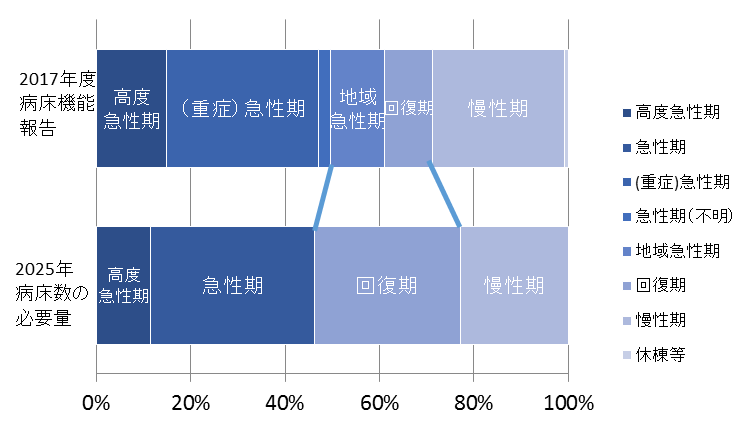 2017年度
病床機能
報告
高度
急性期
（重症）急性期
地域
急性期
回復期
慢性期
2025年
病床数の
必要量
高度
急性期
急性期
回復期
慢性期
0%
20%
40%
60%
80%
100%
高度急性期
急性期
(重症)急性期
急性期（不明）
地域急性期
回復期
慢性期
休棟等